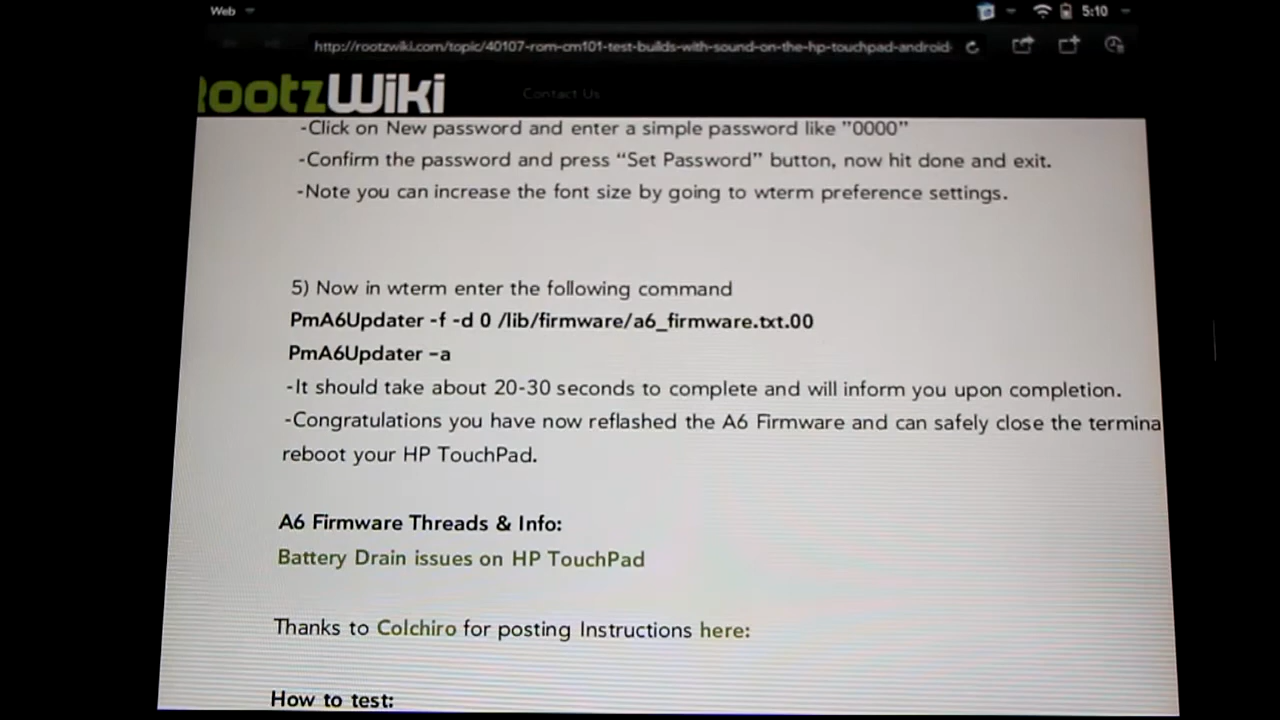 Web
5:10
http://rootzwiki.com/topic/40107-rom-cm101-test-builds-with-sound-on-the-hp-touchpad-android-
RootzWiki
Contact Us
-Click on New password and enter a simple password like "0000"
-Confirm the password and press “Set Password” button, now hit done and exit.
-Note you can increase the font size by going to wterm preference settings.
5) Now in wterm enter the following command
PmA6Updater -f -d 0 /lib/firmware/a6_firmware.txt.00
PmA6Updater –a
-It should take about 20-30 seconds to complete and will inform you upon completion.
-Congratulations you have now reflashed the A6 Firmware and can safely close the termina
reboot your HP TouchPad.
A6 Firmware Threads & Info:
Battery Drain issues on HP TouchPad
Thanks to Colchiro for posting Instructions here:
How to test: